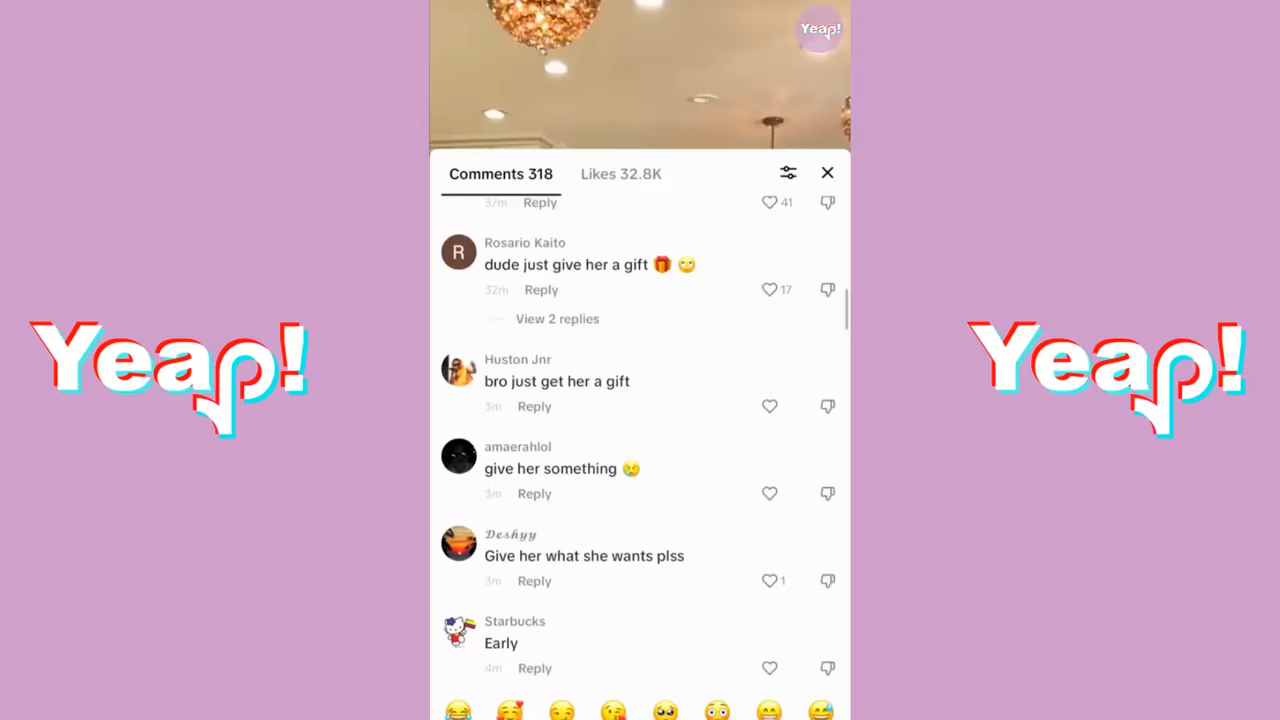 Yeap!
Comments 318 Likes 32.8K
37m Reply 41
R
Rosario Kaito
dude just give her a gift 🎁 🙄
32m Reply 17
View 2 replies
Huston Jnr
bro just get her a gift
3m Reply
amaerahlol
give her something 😢
3m Reply
𝓓𝓮𝓼𝓱𝔂𝔂
Give her what she wants plss
3m Reply 1
Starbucks
Early
4m Reply
Yeap!
Yeap!